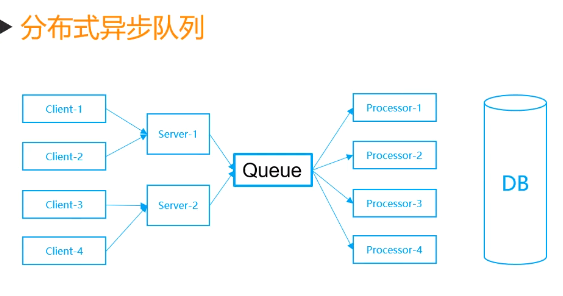 分布式异步队列
Client-1
Client-2
Client-3
Client-4
Server-1
Server-2
Queue
Processor-1
Processor-2
Processor-3
Processor-4
DB